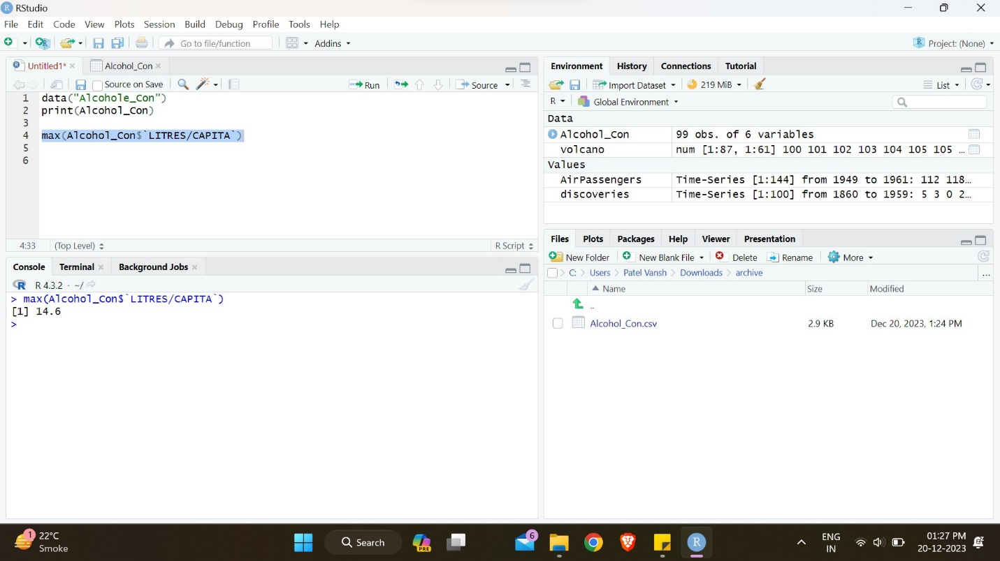 RStudio
File Edit Code View Plots Session Build Debug Profile Tools Help
Go to file/function Addins Project: (None)
Untitled1* Alcohol_Con
Source on Save Run Source
1 data("Alcohole_Con")
2 print(Alcohol_Con)
3
4 max(Alcohol_Con$`LITRES/CAPITA`)
5
6
4:33 (Top Level) R Script
Console Terminal Background Jobs
R 4.3.2 · ~/
> max(Alcohol_Con$`LITRES/CAPITA`)
[1] 14.6
>
Environment History Connections Tutorial
Import Dataset 219 MiB List
R Global Environment
Data
Alcohol_Con 99 obs. of 6 variables
volcano num [1:87, 1:61] 100 101 102 103 104 105 105 …
Values
AirPassengers Time-Series [1:144] from 1949 to 1961: 112 118…
discoveries Time-Series [1:100] from 1860 to 1959: 5 3 0 2…
Files Plots Packages Help Viewer Presentation
New Folder New Blank File Delete Rename More
C: > Users > Patel Vansh > Downloads > archive ...
Name Size Modified
..
Alcohol_Con.csv 2.9 KB Dec 20, 2023, 1:24 PM
1 22°C
Smoke
Search PRE 6
ENG
IN
01:27 PM
20-12-2023